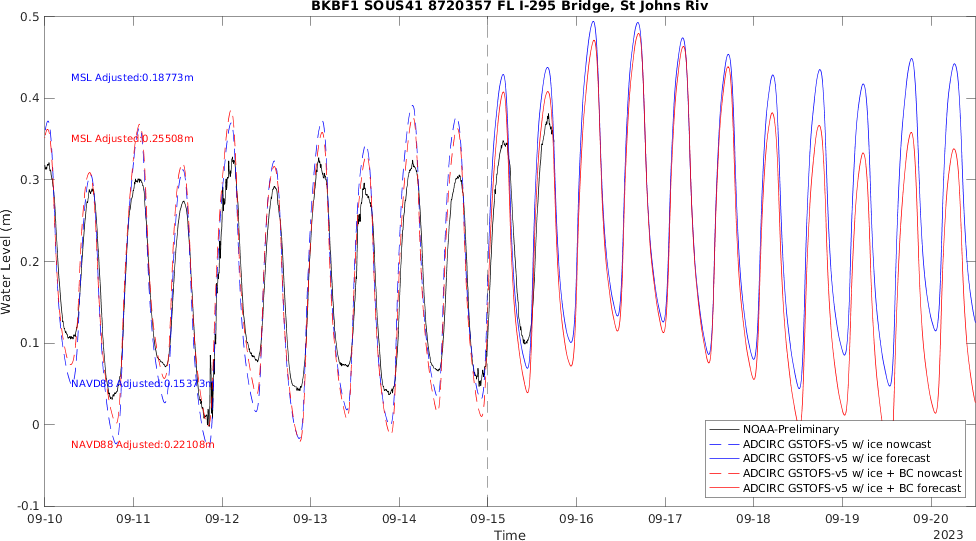 BKBF1 SOUS41 8720357 FL I-295 Bridge, St Johns Riv
0.5
0.4
0.3
0.2
0.1
0
-0.1
Water Level (m)
MSL Adjusted:0.18773m
MSL Adjusted:0.25508m
NAVD88 Adjusted:0.15373m
NAVD88 Adjusted:0.22108m
NOAA-Preliminary
ADCIRC GSTOFS-v5 w/ ice nowcast
ADCIRC GSTOFS-v5 w/ ice forecast
ADCIRC GSTOFS-v5 w/ ice + BC nowcast
ADCIRC GSTOFS-v5 w/ ice + BC forecast
09-10 09-11 09-12 09-13 09-14 09-15 09-16 09-17 09-18 09-19 09-20
Time
2023